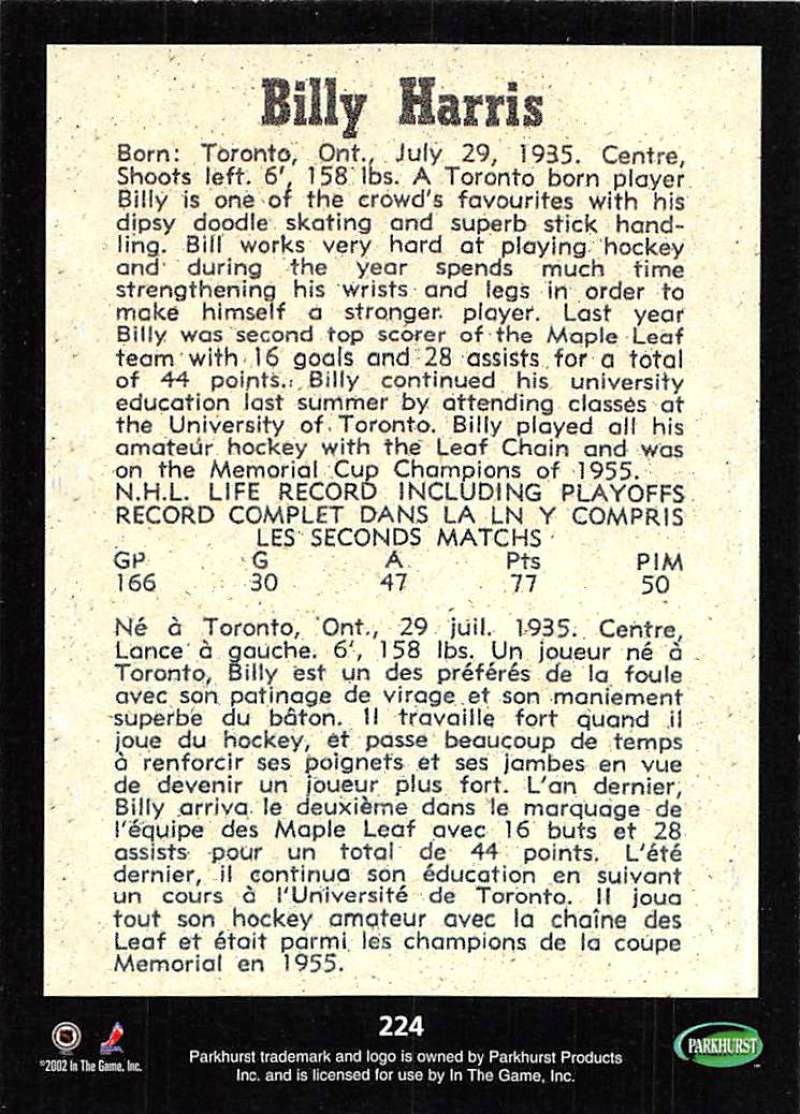 Billy Harris
Born: Toronto, Ont., July 29, 1935. Centre,
Shoots left. 6', 158 lbs. A Toronto born player
Billy is one of the crowd's favourites with his
dipsy doodle skating and superb stick hand-
ling. Bill works very hard at playing hockey
and during the year spends much time
strengthening his wrists and legs in order to
make himself a stronger player. Last year
Billy was second top scorer of the Maple Leaf
team with 16 goals and 28 assists for a total
of 44 points. Billy continued his university
education last summer by attending classes at
the University of Toronto. Billy played all his
amateur hockey with the Leaf Chain and was
on the Memorial Cup Champions of 1955.
N.H.L. LIFE RECORD INCLUDING PLAYOFFS
RECORD COMPLET DANS LA LN Y COMPRIS
LES SECONDS MATCHS
GP G A Pts PIM
166 30 47 77 50
Né à Toronto, Ont., 29 juil. 1935. Centre,
Lance à gauche. 6', 158 lbs. Un joueur né à
Toronto, Billy est un des préférés de la foule
avec son patinage de virage et son maniement
superbe du bâton. Il travaille fort quand il
joue du hockey, et passe beaucoup de temps
à renforcir ses poignets et ses jambes en vue
de devenir un joueur plus fort. L'an dernier,
Billy arriva le deuxième dans le marquage de
l'équipe des Maple Leaf avec 16 buts et 28
assists pour un total de 44 points. L'été
dernier, il continua son éducation en suivant
un cours à l'Université de Toronto. Il joua
tout son hockey amateur avec la chaîne des
Leaf et était parmi les champions de la coupe
Memorial en 1955.
224
©2002 In The Game, Inc.
Parkhurst trademark and logo is owned by Parkhurst Products
Inc. and is licensed for use by In The Game, Inc.
PARKHURST